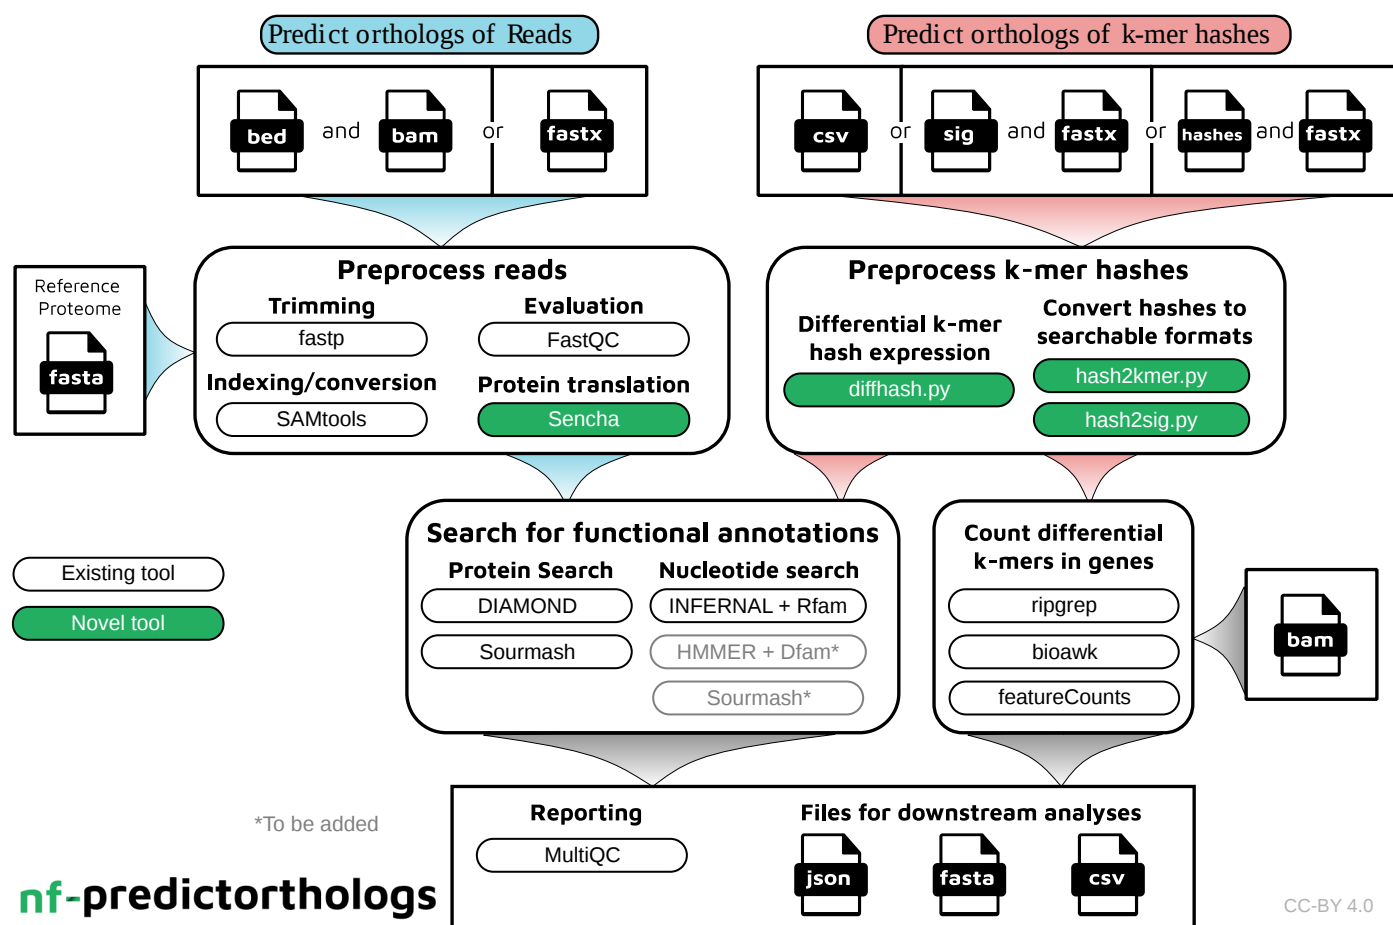 Predict orthologs of Reads
Predict orthologs of k-mer hashes
bed and bam or fastx
csv or sig and fastx or hashes and fastx
Reference
Proteome
fasta
Preprocess reads
Trimming
fastp
Evaluation
FastQC
Indexing/conversion
SAMtools
Protein translation
Sencha
Preprocess k-mer hashes
Differential k-mer
hash expression
diffhash.py
Convert hashes to
searchable formats
hash2kmer.py
hash2sig.py
Search for functional annotations
Protein Search
DIAMOND
Sourmash
Nucleotide search
INFERNAL + Rfam
HMMER + Dfam*
Sourmash*
Count differential
k-mers in genes
ripgrep
bioawk
featureCounts
bam
Existing tool
Novel tool
*To be added
Reporting
MultiQC
Files for downstream analyses
json
fasta
csv
nf-predictorthologs
CC-BY 4.0